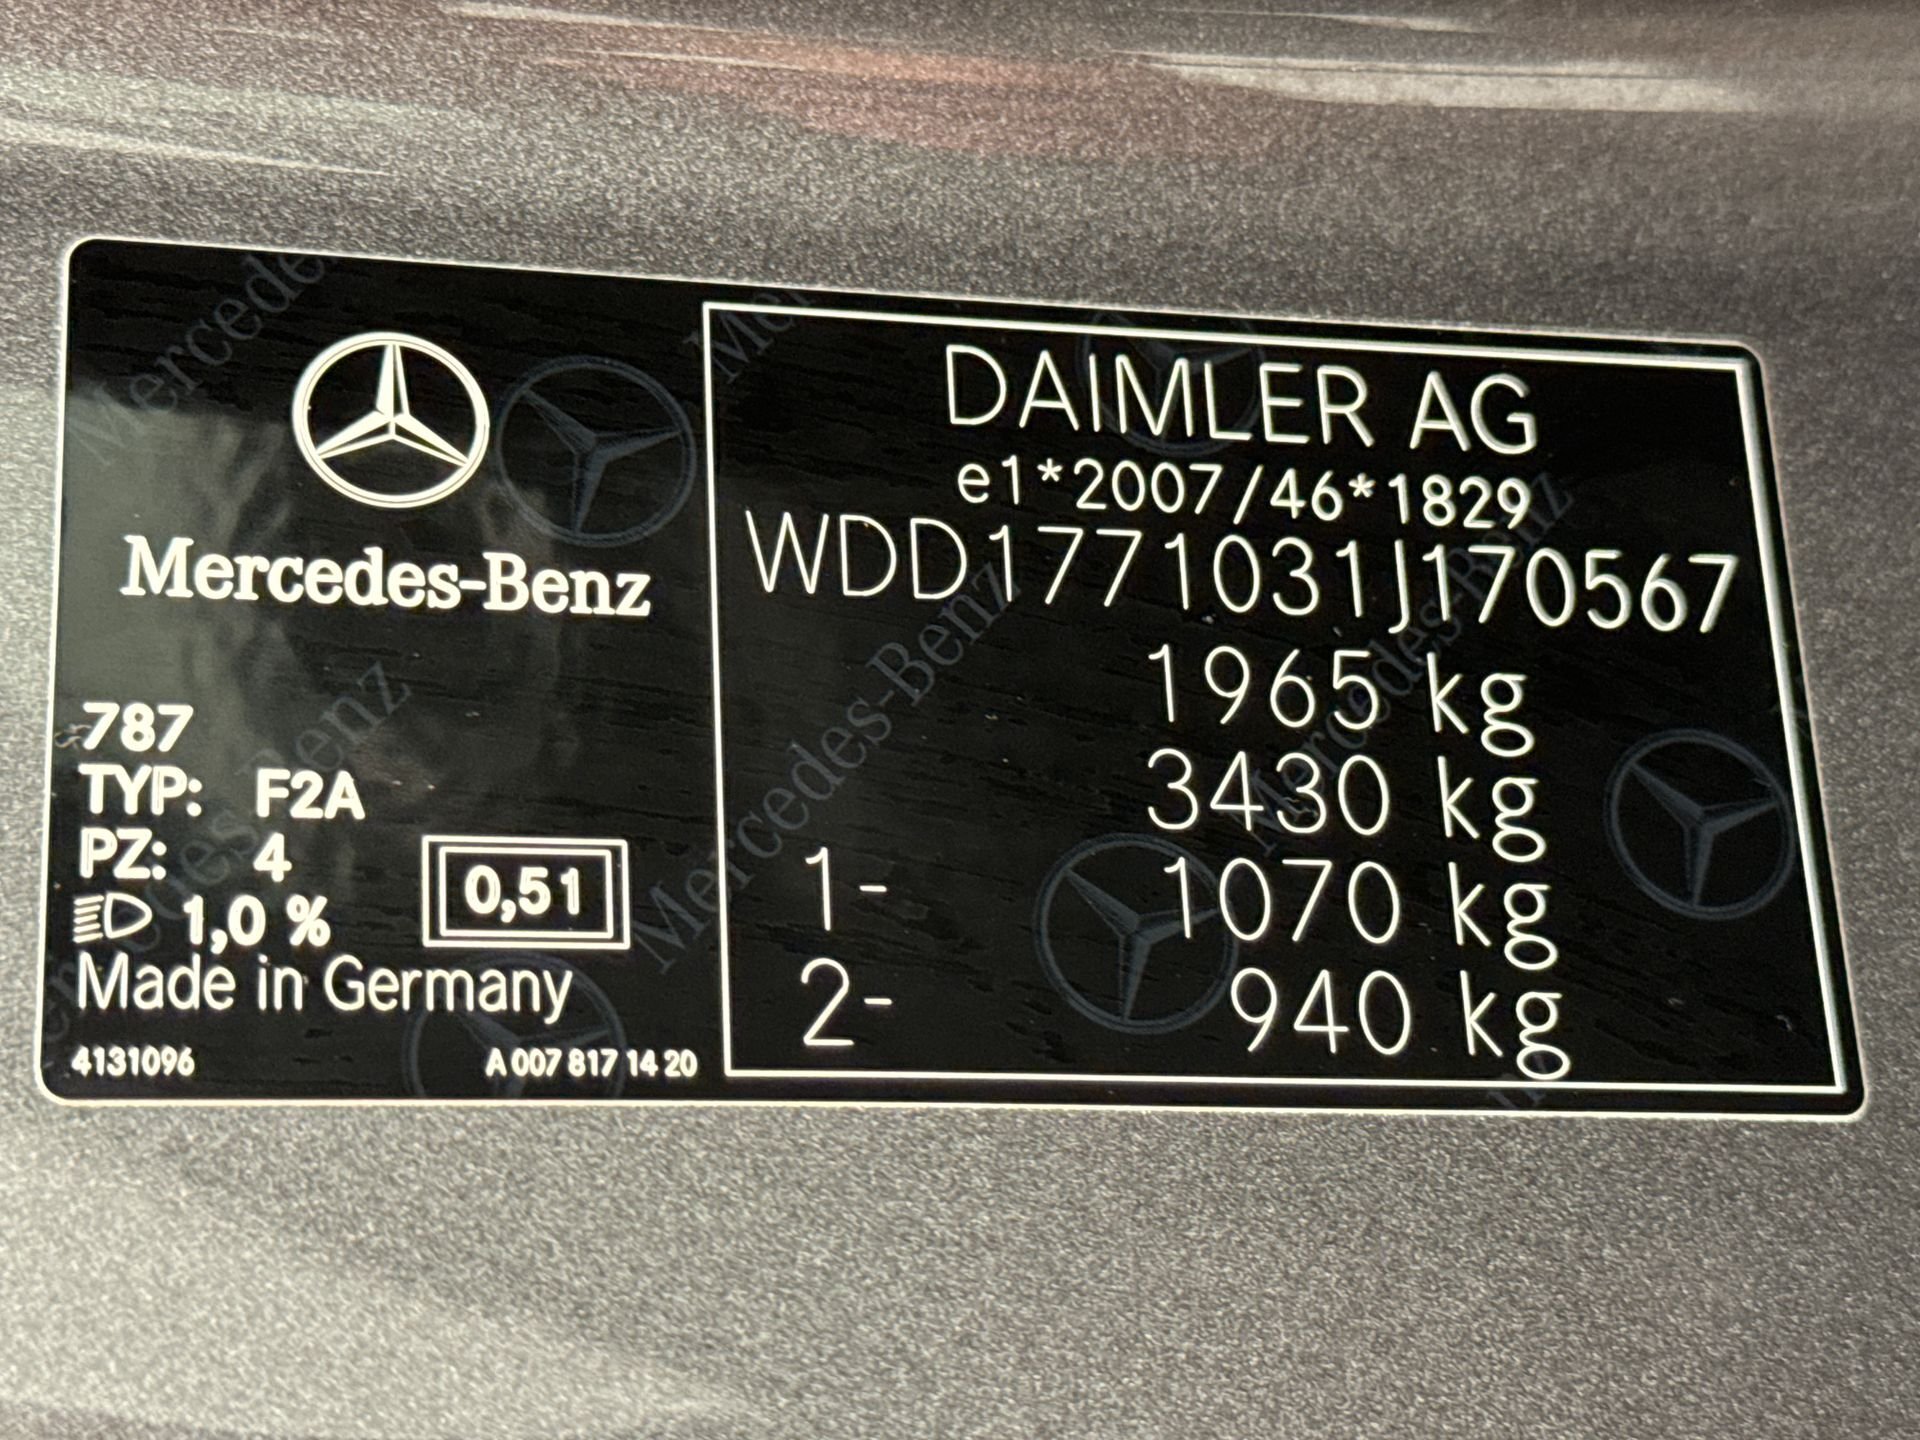 Mercedes-Benz
787
TYP: F2A
PZ: 4
1,0 %
0,51
Made in Germany
4131096
A 007 817 14 20
DAIMLER AG
e1*2007/46*1829
WDD1771031J170567
1965 kg
3430 kg
1- 1070 kg
2- 940 kg